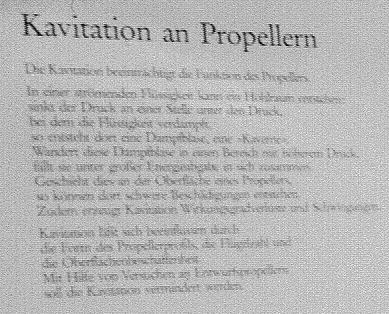 Kavitation an Propellern
Die Kavitation beeinträchtigt die Funktion des Propellers.
In einer strömenden Flüssigkeit kann ein Hohlraum entstehen:
sinkt der Druck an einer Stelle unter den Druck,
bei dem die Flüssigkeit verdampft,
so entsteht dort eine Dampfblase, eine »Kaverne«.
Wandert diese Dampfblase in einen Bereich mit höherem Druck,
fällt sie unter großer Energieabgabe in sich zusammen.
Geschieht dies an der Oberfläche eines Propellers,
so können dort schwere Beschädigungen entstehen.
Zudem erzeugt Kavitation Wirkungsgradverluste und Schwingungen.
Kavitation läßt sich beeinflussen durch
die Form des Propellerprofils, die Flügelzahl und
die Oberflächenbeschaffenheit.
Mit Hilfe von Versuchen an Entwurfspropellern
soll die Kavitation vermindert werden.